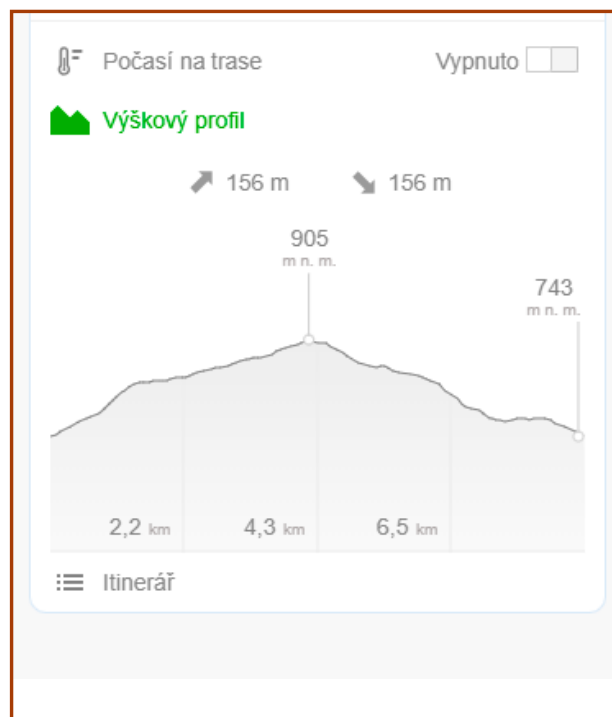 Počasí na trase Vypnuto
Výškový profil
156 m 156 m
905
m n. m.
743
m n. m.
2,2 km 4,3 km 6,5 km
Itinerář